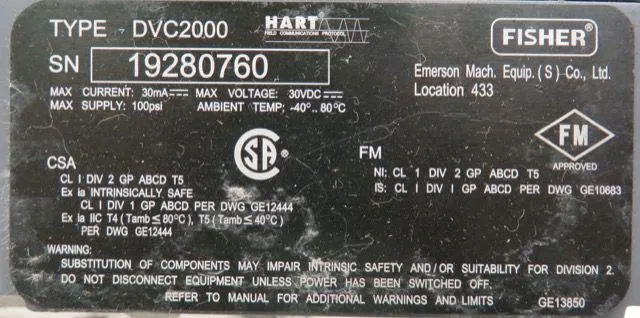 TYPE DVC2000
HART
FIELD COMMUNICATIONS PROTOCOL
FISHER®
SN 19280760
Emerson Mach. Equip. (S) Co., Ltd.
Location 433
MAX CURRENT: 30mA MAX VOLTAGE: 30VDC
MAX SUPPLY: 100psi AMBIENT TEMP: -40°.. 80°C
CSA
SA
FM
FM
APPROVED
CL I DIV 2 GP ABCD T5
Ex ia INTRINSICALLY SAFE
CL I DIV 1 GP ABCD PER DWG GE12444
Ex ia IIC T4 (Tamb≤80°C), T5 (Tamb≤40°C)
PER DWG GE12444
NI: CL 1 DIV 2 GP ABCD T5
IS: CL I DIV I GP ABCD PER DWG GE10683
WARNING:
SUBSTITUTION OF COMPONENTS MAY IMPAIR INTRINSIC SAFETY AND/OR SUITABILITY FOR DIVISION 2.
DO NOT DISCONNECT EQUIPMENT UNLESS POWER HAS BEEN SWITCHED OFF.
REFER TO MANUAL FOR ADDITIONAL WARNINGS AND LIMITS
GE13850